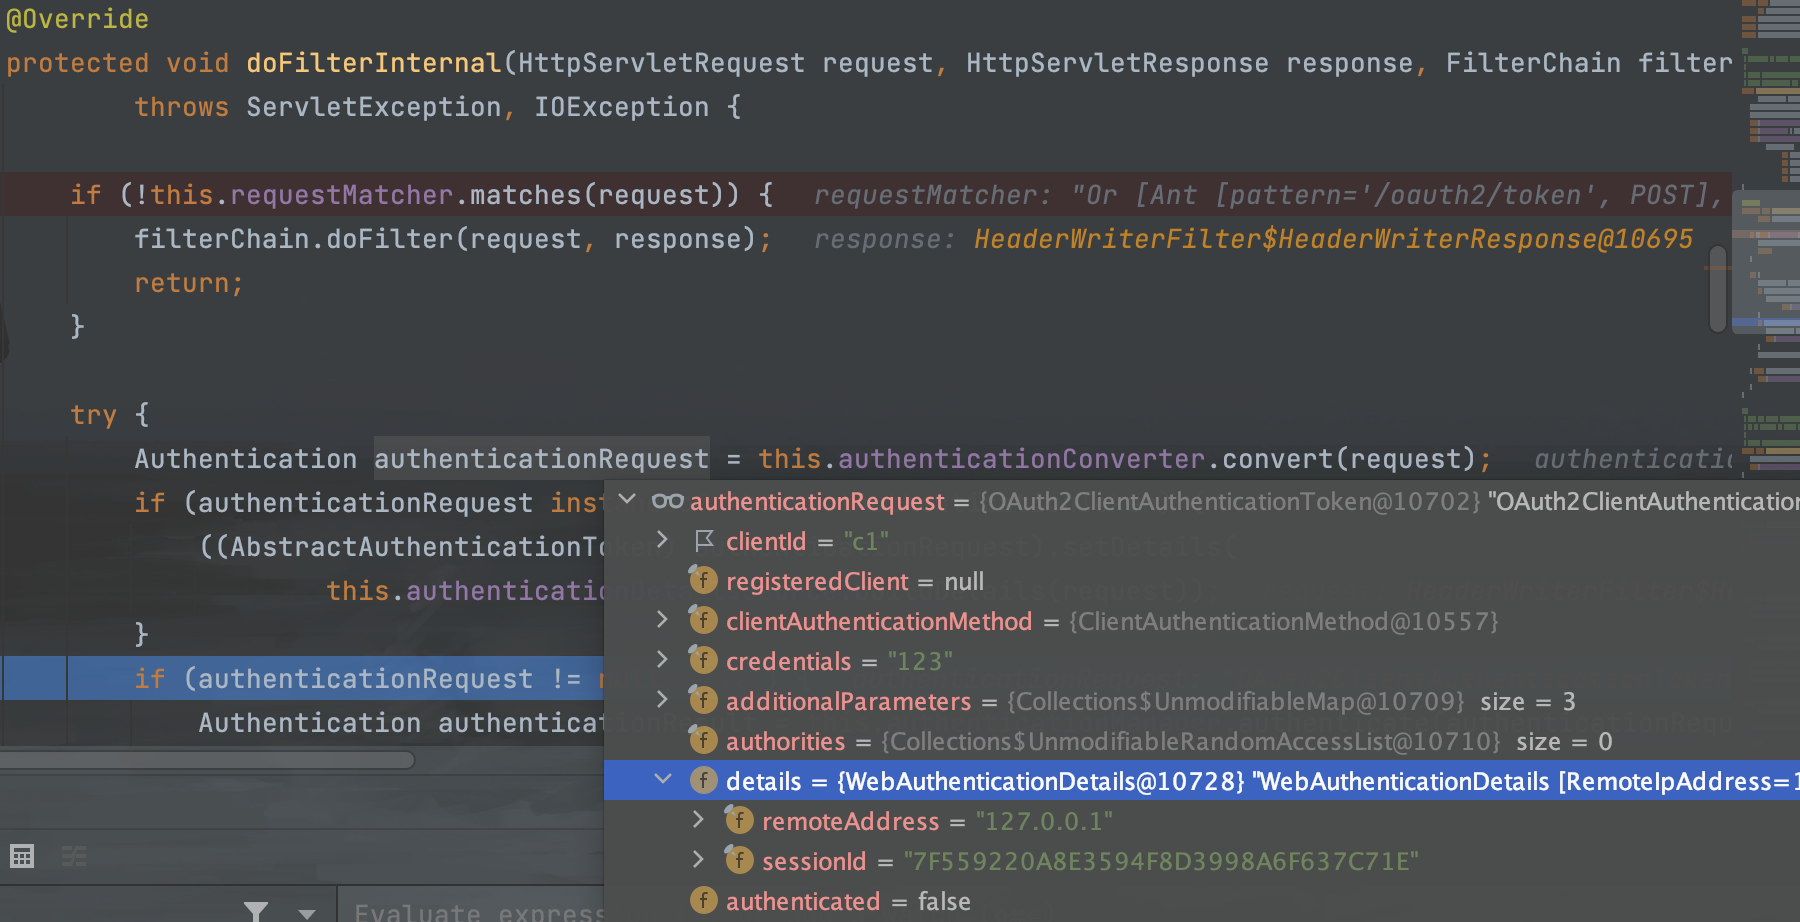 @Override
protected void doFilterInternal(HttpServletRequest request, HttpServletResponse response, FilterChain filter
throws ServletException, IOException {
if (!this.requestMatcher.matches(request)) { requestMatcher: "Or [Ant [pattern='/oauth2/token', POST],
filterChain.doFilter(request, response); response: HeaderWriterFilter$HeaderWriterResponse@10695
return;
}
try {
Authentication authenticationRequest = this.authenticationConverter.convert(request); authenticatio
if (authenticationRequest inst
((AbstractAuthenticationTo
this.authentication
}
if (authenticationRequest !=
Authentication authenticat
authenticationRequest = {OAuth2ClientAuthenticationToken@10702} "OAuth2ClientAuthentication
clientId = "c1"
registeredClient = null
clientAuthenticationMethod = {ClientAuthenticationMethod@10557}
credentials = "123"
additionalParameters = {Collections$UnmodifiableMap@10709} size = 3
authorities = {Collections$UnmodifiableRandomAccessList@10710} size = 0
details = {WebAuthenticationDetails@10728} "WebAuthenticationDetails [RemoteIpAddress=1
remoteAddress = "127.0.0.1"
sessionId = "7F559220A8E3594F8D3998A6F637C71E"
authenticated = false
Evaluate express